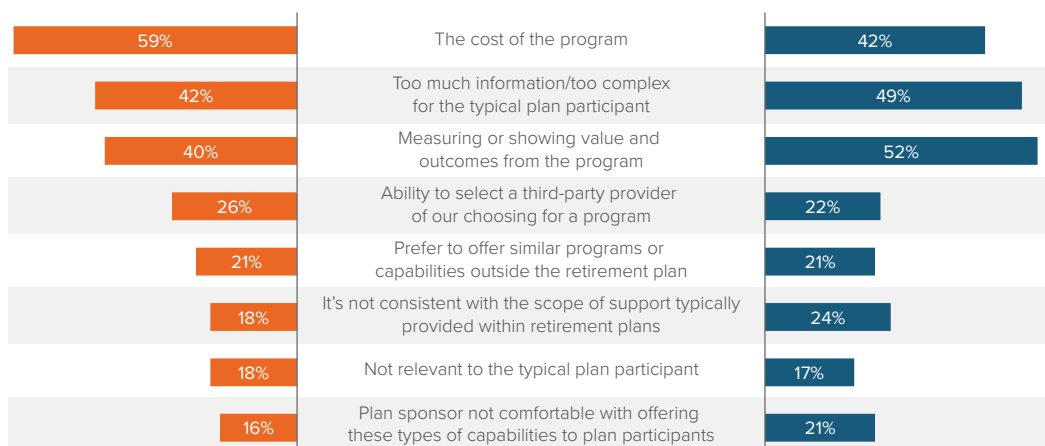 59%
The cost of the program
42%
42%
Too much information/too complex
for the typical plan participant
49%
40%
Measuring or showing value and
outcomes from the program
52%
26%
Ability to select a third-party provider
of our choosing for a program
22%
21%
Prefer to offer similar programs or
capabilities outside the retirement plan
21%
18%
It's not consistent with the scope of support typically
provided within retirement plans
24%
18%
Not relevant to the typical plan participant
17%
16%
Plan sponsor not comfortable with offering
these types of capabilities to plan participants
21%